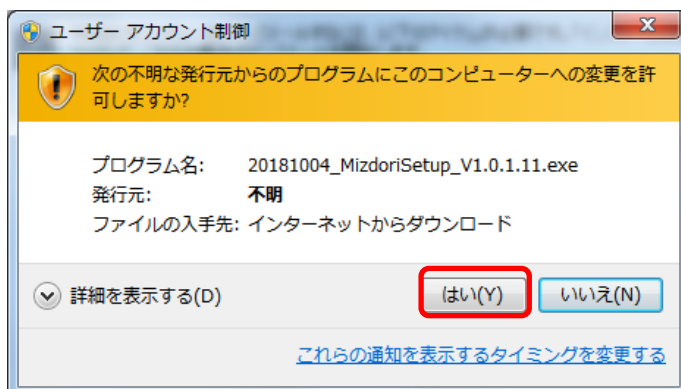 ユーザー アカウント制御
次の不明な発行元からのプログラムにこのコンピューターへの変更を許
可しますか?
プログラム名: 20181004_MizdoriSetup_V1.0.1.11.exe
発行元: 不明
ファイルの入手先: インターネットからダウンロード
詳細を表示する(D) はい(Y) いいえ(N)
これらの通知を表示するタイミングを変更する